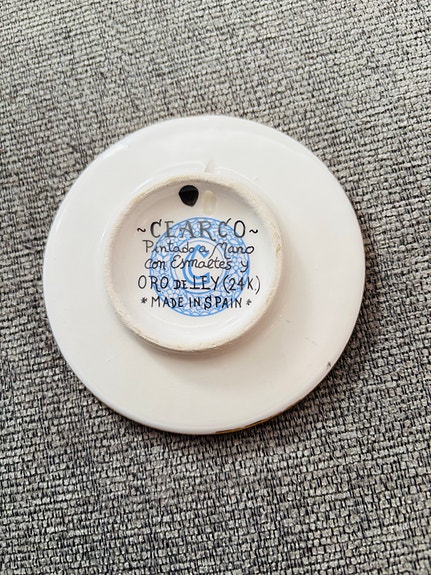 ~CEARCO~
Pintado a Mano
con Esmaltes y
ORO DE LEY (24K.)
* MADE IN SPAIN *
C